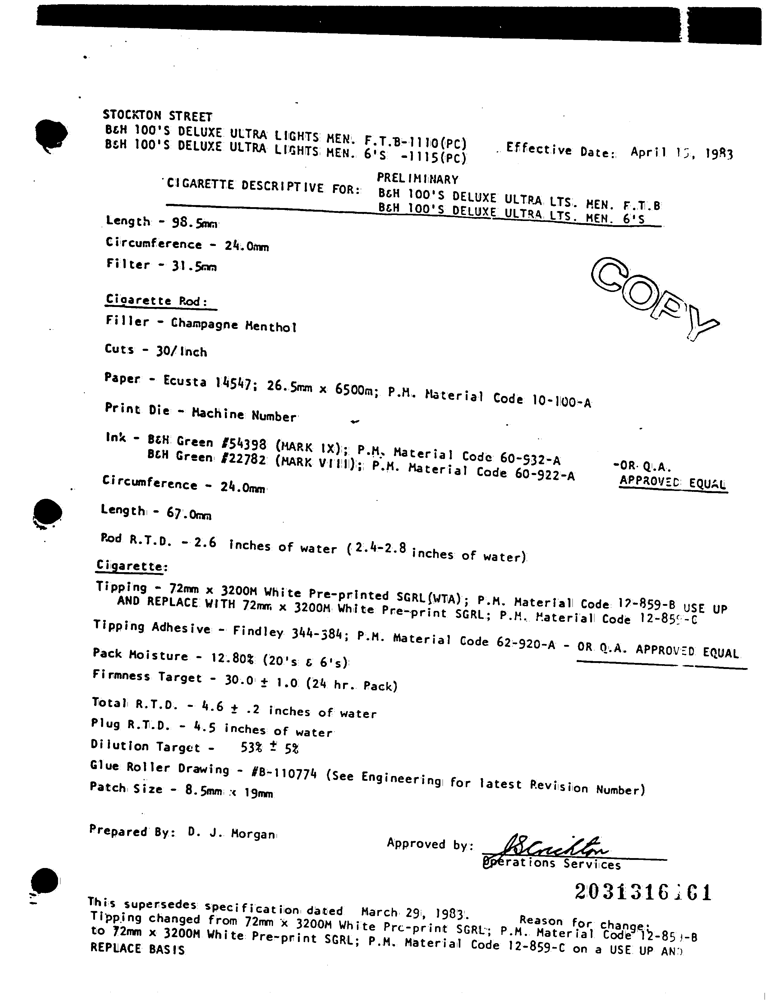 STOCKTON STREET
B&H 100'S DELUXE ULTRA LIGHTS MEN. F.T.B-1110(PC)
B&H 100'S DELUXE ULTRA LIGHTS MEN. 6'S -1115(PC)
Effective Date: April 15, 1983
PRELIMINARY
CIGARETTE DESCRIPTIVE FOR: B&H 100'S DELUXE ULTRA LTS. MEN. F.T.B
B&H 100'S DELUXE ULTRA LTS. MEN. 6'S
Length - 98.5mm
Circumference - 24.0mm
Filter - 31.5mm
COPY
Cigarette Rod:
Filler - Champagne Menthol
Cuts - 30/Inch
Paper - Ecusta 14547; 26.5mm x 6500m; P.M. Material Code 10-100-A
Print Die - Machine Number
Ink - B&H Green #54398 (MARK IX); P.M. Material Code 60-932-A
B&H Green #22782 (MARK VIII); P.M. Material Code 60-922-A
-OR Q.A.
APPROVED EQUAL
Circumference - 24.0mm
Length - 67.0mm
Rod R.T.D. - 2.6 inches of water (2.4-2.8 inches of water)
Cigarette:
Tipping - 72mm x 3200M White Pre-printed SGRL(WTA); P.M. Material Code 12-859-B USE UP
AND REPLACE WITH 72mm x 3200M White Pre-print SGRL; P.M. Material Code 12-859-C
Tipping Adhesive - Findley 344-384; P.M. Material Code 62-920-A - OR Q.A. APPROVED EQUAL
Pack Moisture - 12.80% (20's & 6's)
Firmness Target - 30.0 ± 1.0 (24 hr. Pack)
Total R.T.D. - 4.6 ± .2 inches of water
Plug R.T.D. - 4.5 inches of water
Dilution Target - 53% ± 5%
Glue Roller Drawing - #B-110774 (See Engineering for latest Revision Number)
Patch Size - 8.5mm x 19mm
Prepared By: D. J. Morgan
Approved by:
Operations Services
This supersedes specification dated March 29, 1983. Reason for change:
Tipping changed from 72mm x 3200M White Pre-print SGRL; P.M. Material Code 12-859-B
to 72mm x 3200M White Pre-print SGRL; P.M. Material Code 12-859-C on a USE UP AND
REPLACE BASIS